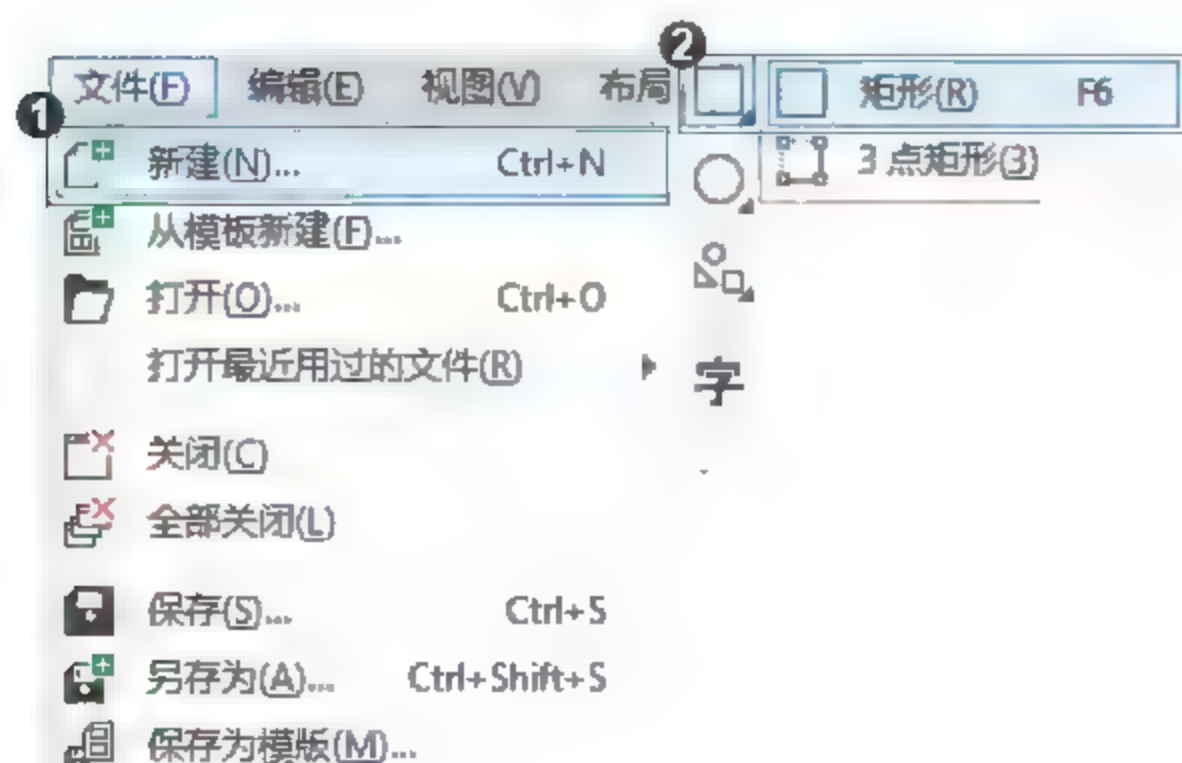 ❶
文件(F) 编辑(E) 视图(V) 布局
新建(N)... Ctrl+N
从模板新建(F)...
打开(O)... Ctrl+O
打开最近用过的文件(R)
关闭(C)
全部关闭(L)
保存(S)... Ctrl+S
另存为(A)... Ctrl+Shift+S
保存为模版(M)...
❷
矩形(R) F6
3 点矩形(3)
字